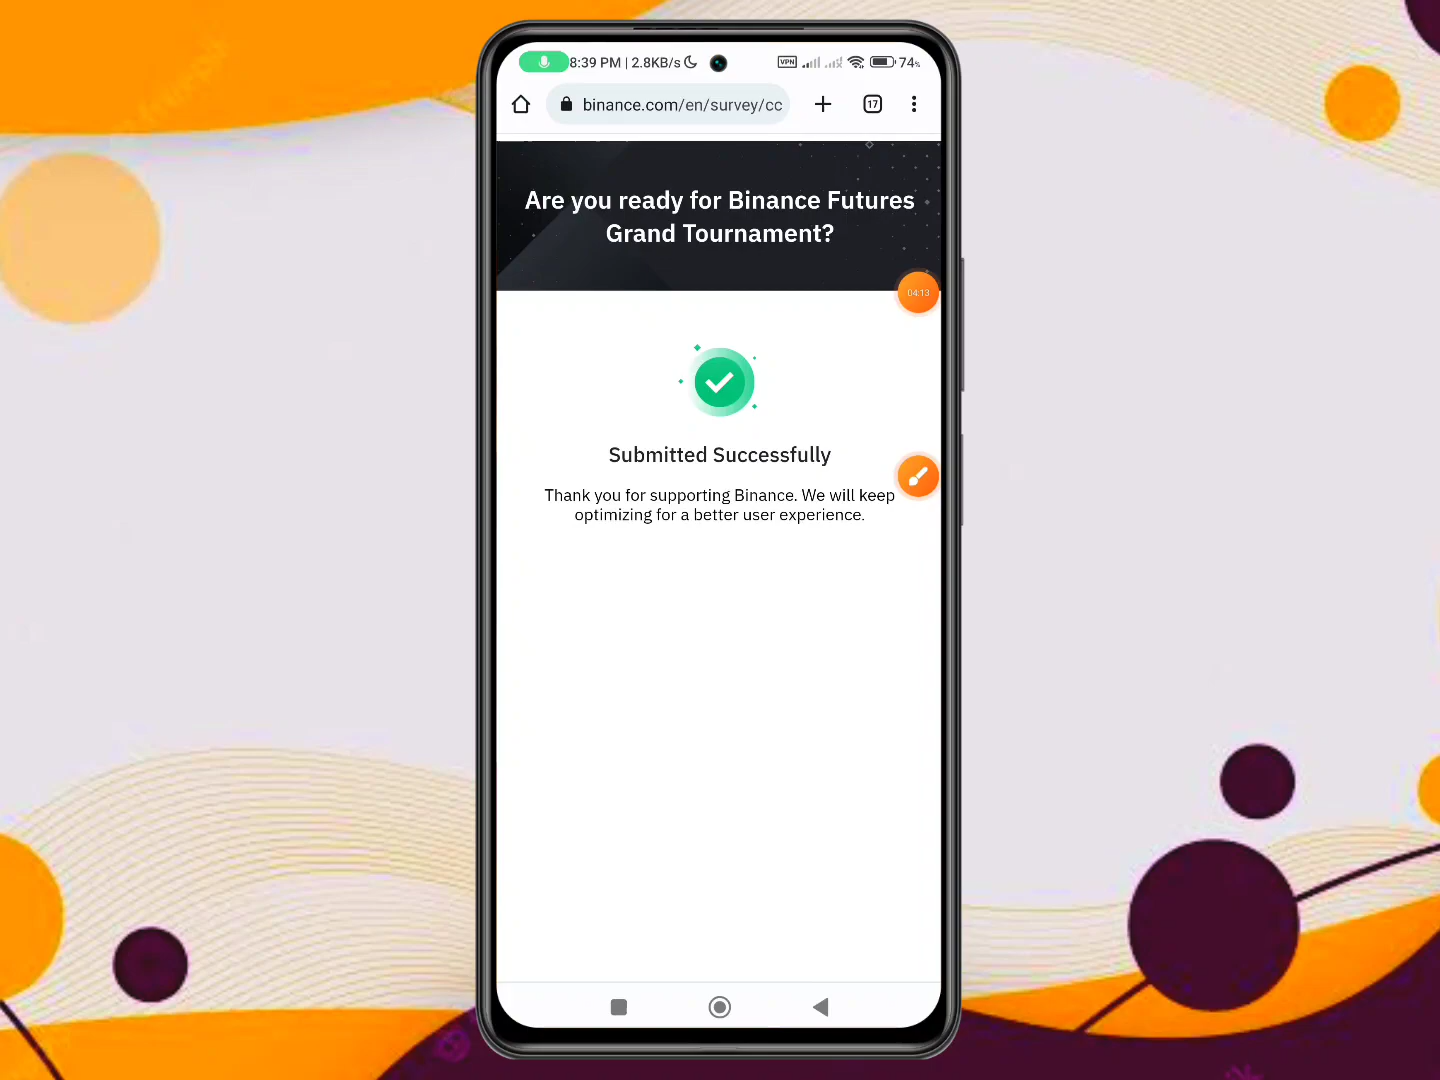 8:39 PM | 2.8KB/s VPN 74%
binance.com/en/survey/cc 17
Are you ready for Binance Futures
Grand Tournament?
04:13
Submitted Successfully
Thank you for supporting Binance. We will keep
optimizing for a better user experience.